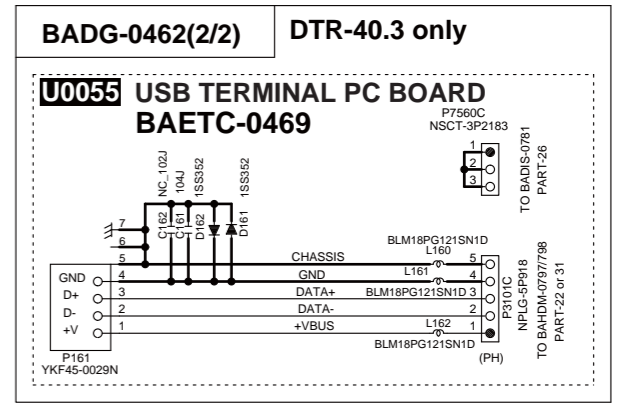 BADG-0462(2/2)
DTR-40.3 only
U0055 USB TERMINAL PC BOARD
BAETC-0469
P7560C
NSCT-3P2183
1
2
3
TO BADIS-0781
PART-26
NC_102J
104J
1SS352
1SS352
C162
C161
D162
D161
7
6
5
4
3
2
1
GND
D+
D-
+V
P161
YKF45-0029N
CHASSIS
GND
DATA+
DATA-
+VBUS
BLM18PG121SN1D
L160
L161
BLM18PG121SN1D
L162
BLM18PG121SN1D
5
4
3
2
1
(PH)
P3101C
NPLG-5P918
TO BAHDM-0797/798
PART-22 or 31